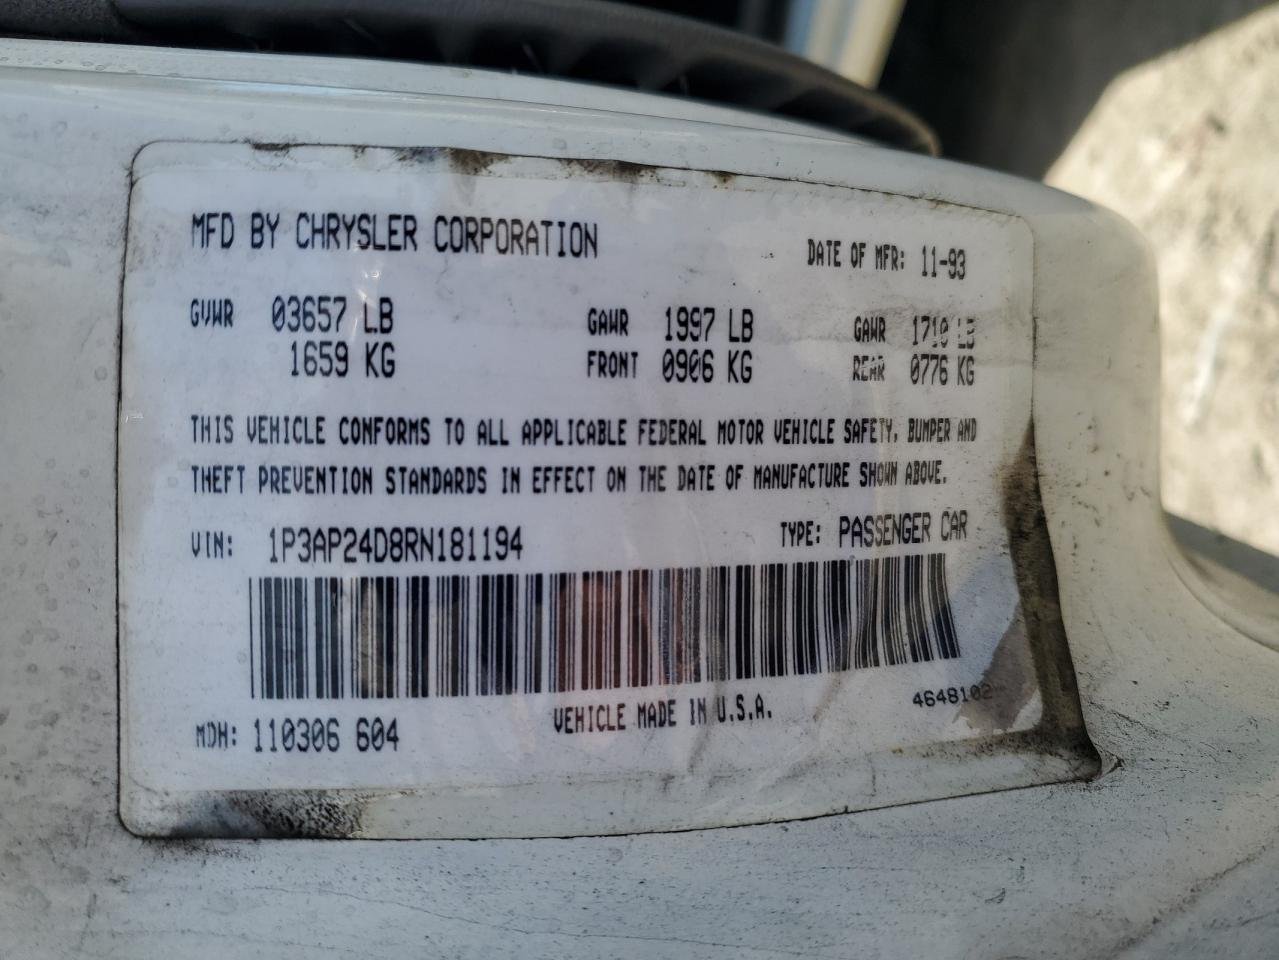 MFD BY CHRYSLER CORPORATION DATE OF MFR: 11-93
GVWR 03657 LB GAWR 1997 LB GAWR 1710 LB
1659 KG FRONT 0906 KG REAR 0776 KG
THIS VEHICLE CONFORMS TO ALL APPLICABLE FEDERAL MOTOR VEHICLE SAFETY, BUMPER AND
THEFT PREVENTION STANDARDS IN EFFECT ON THE DATE OF MANUFACTURE SHOWN ABOVE.
VIN: 1P3AP24D8RN181194 TYPE: PASSENGER CAR
MDH: 110306 604 VEHICLE MADE IN U.S.A. 4648102